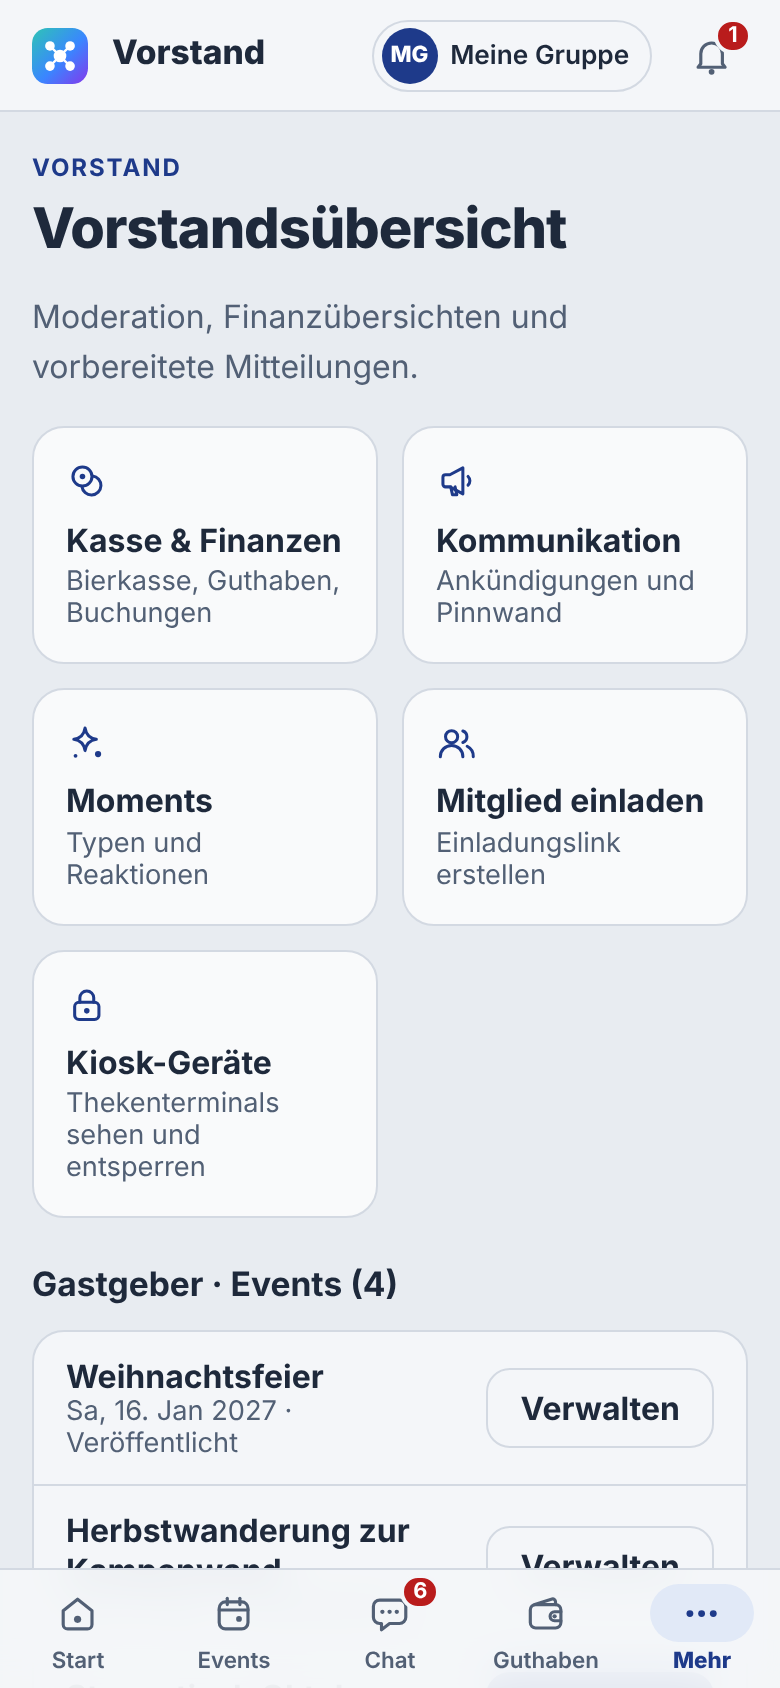 Vorstand
MG Meine Gruppe
1
VORSTAND
Vorstandsübersicht
Moderation, Finanzübersichten und
vorbereitete Mitteilungen.
Kasse & Finanzen
Bierkasse, Guthaben,
Buchungen
Kommunikation
Ankündigungen und
Pinnwand
Moments
Typen und
Reaktionen
Mitglied einladen
Einladungslink
erstellen
Kiosk-Geräte
Thekenterminals
sehen und
entsperren
Gastgeber · Events (4)
Weihnachtsfeier
Sa, 16. Jan 2027 ·
Veröffentlicht
Verwalten
Herbstwanderung zur
Kampenwand
Verwalten
6
Start
Events
Chat
Guthaben
Mehr